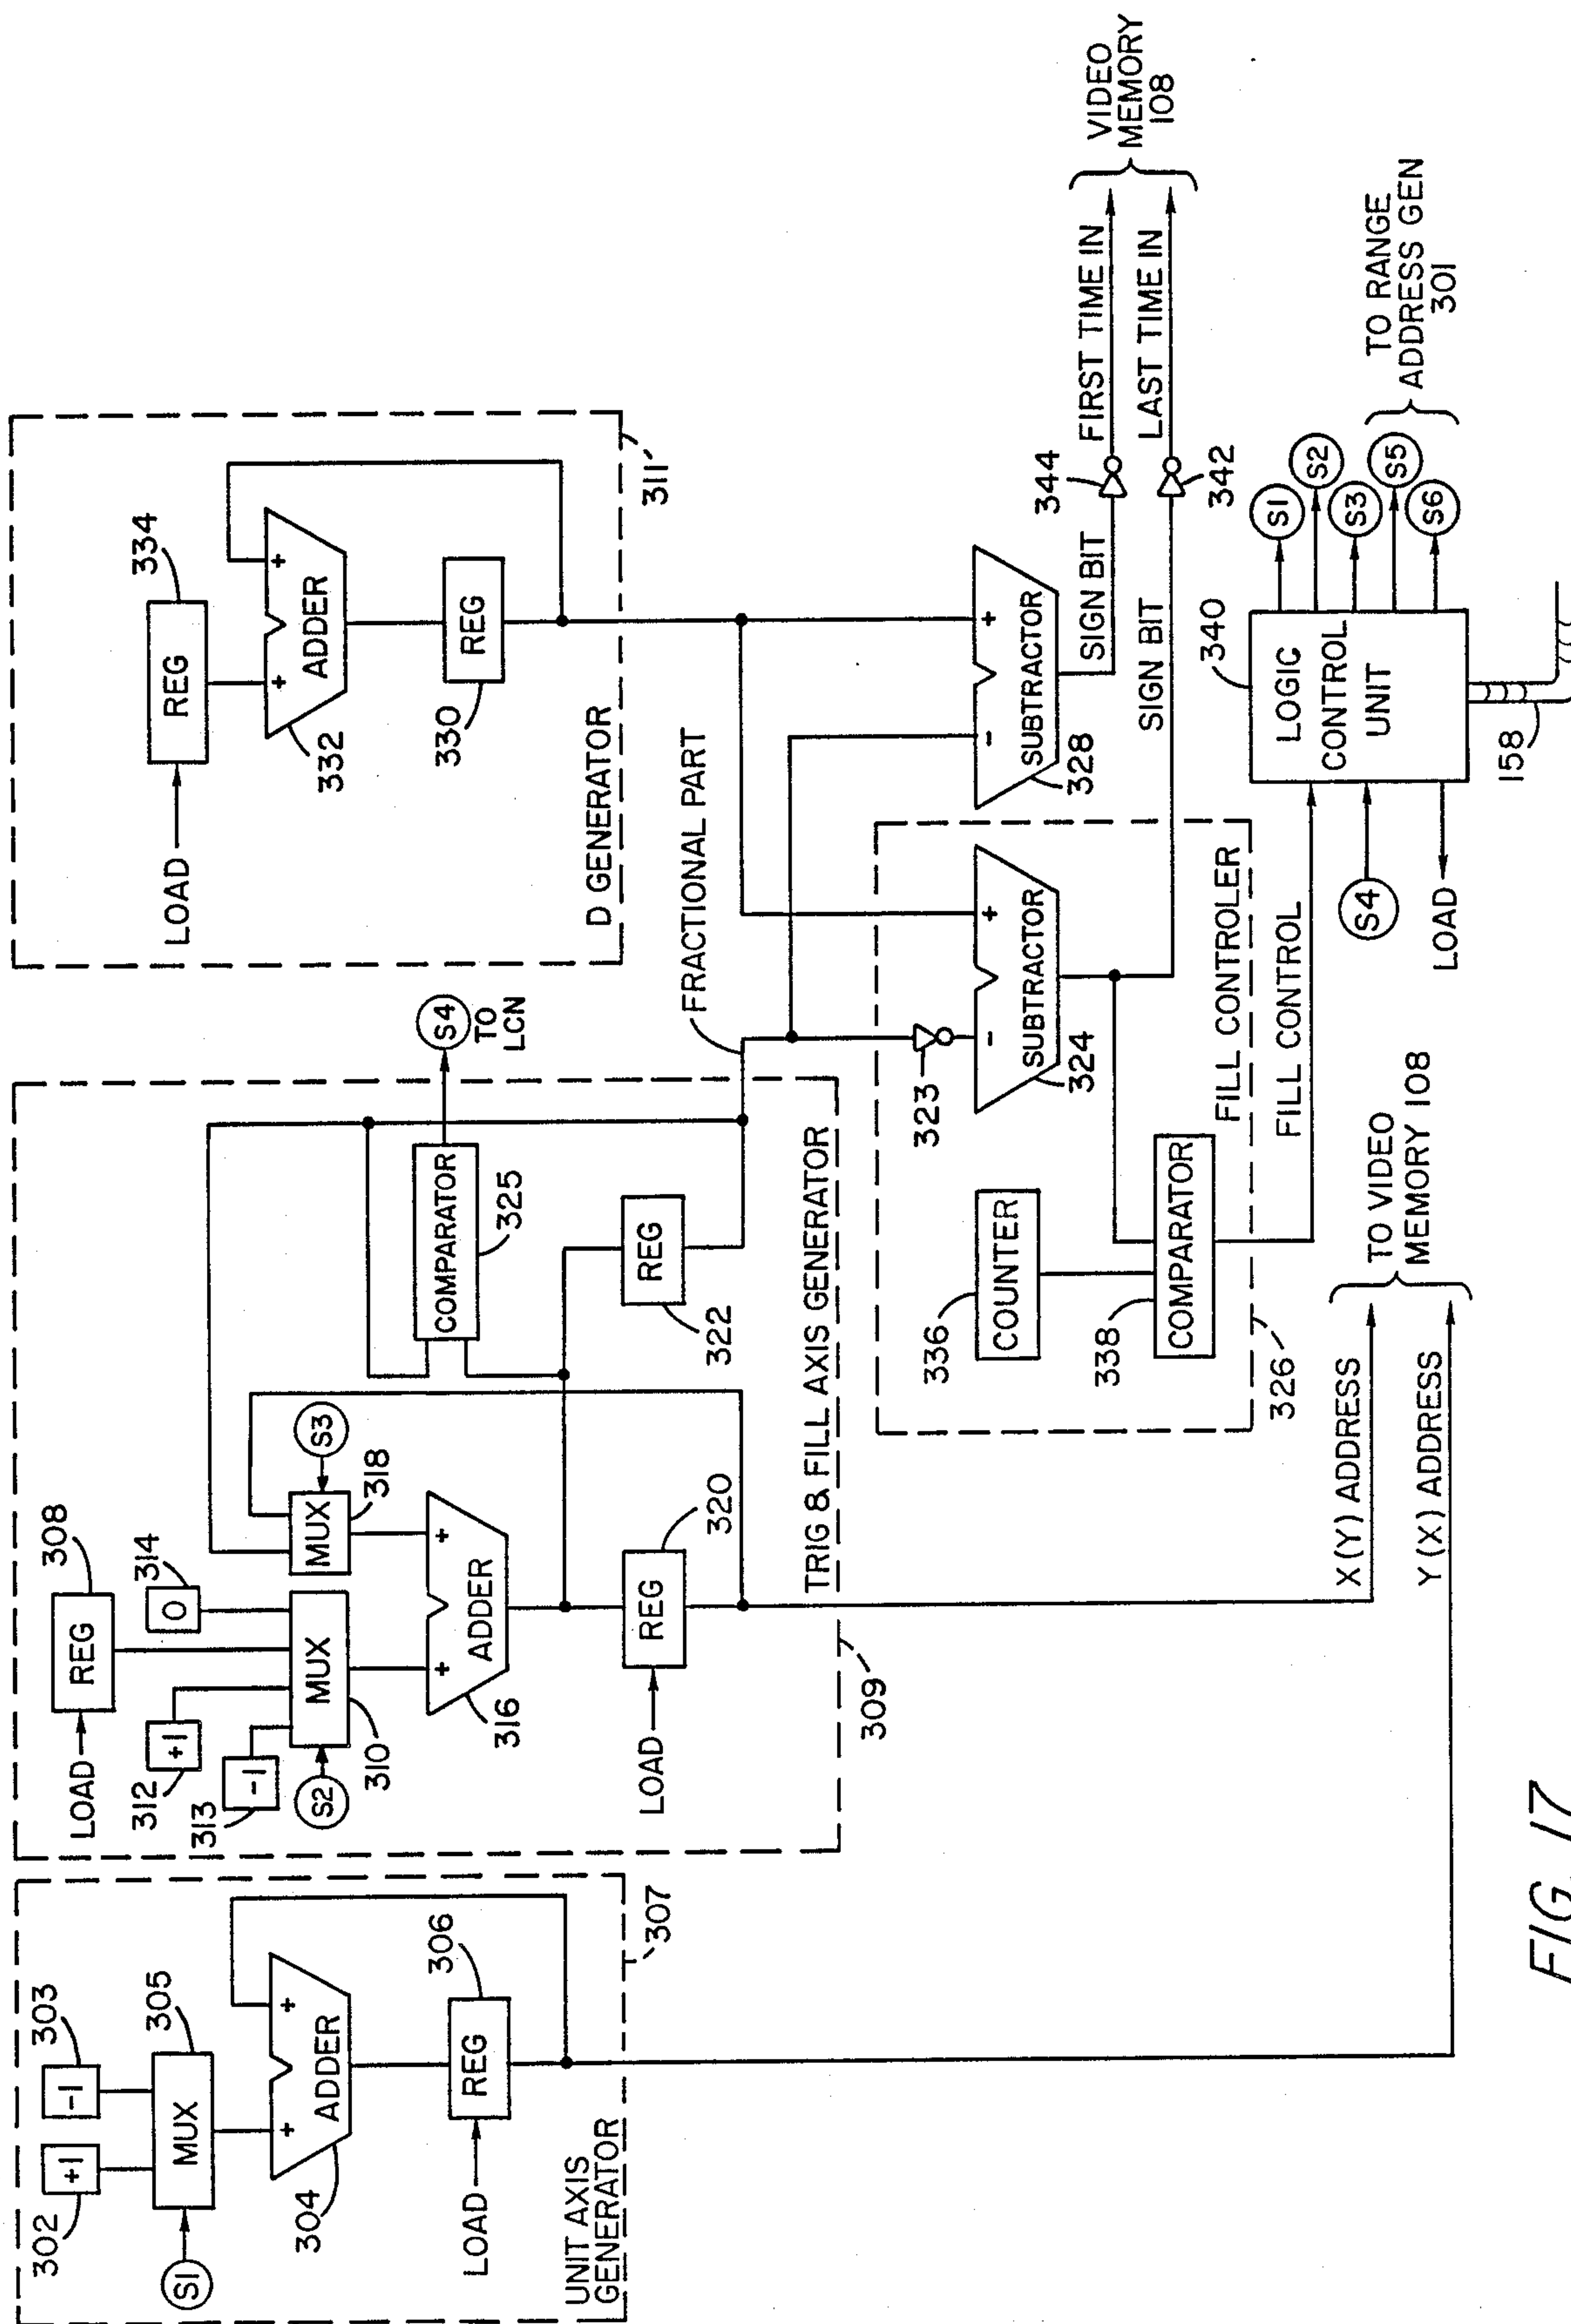 302
+1
-1
303
S1
MUX
305
+
+
ADDER
304
LOAD
REG
306
UNIT AXIS
GENERATOR
307
LOAD
REG
308
312
+1
313
-1
0
314
S2
MUX
310
MUX
318
S3
+
+
ADDER
316
LOAD
REG
320
COMPARATOR
325
S4
TO
LCN
REG
322
TRIG & FILL AXIS GENERATOR
309
LOAD
REG
334
+
+
ADDER
332
REG
330
D GENERATOR
311
FRACTIONAL PART
323
-
+
SUBTRACTOR
324
-
+
SUBTRACTOR
328
336
COUNTER
338
COMPARATOR
FILL CONTROLER
326
SIGN BIT
344
FIRST TIME IN
SIGN BIT
342
LAST TIME IN
VIDEO
MEMORY
108
FILL CONTROL
S4
LOAD
LOGIC
CONTROL
UNIT
340
S1
S2
S3
S5
S6
TO RANGE
ADDRESS GEN
301
158
X(Y) ADDRESS
Y(X) ADDRESS
TO VIDEO
MEMORY 108
FIG. 17